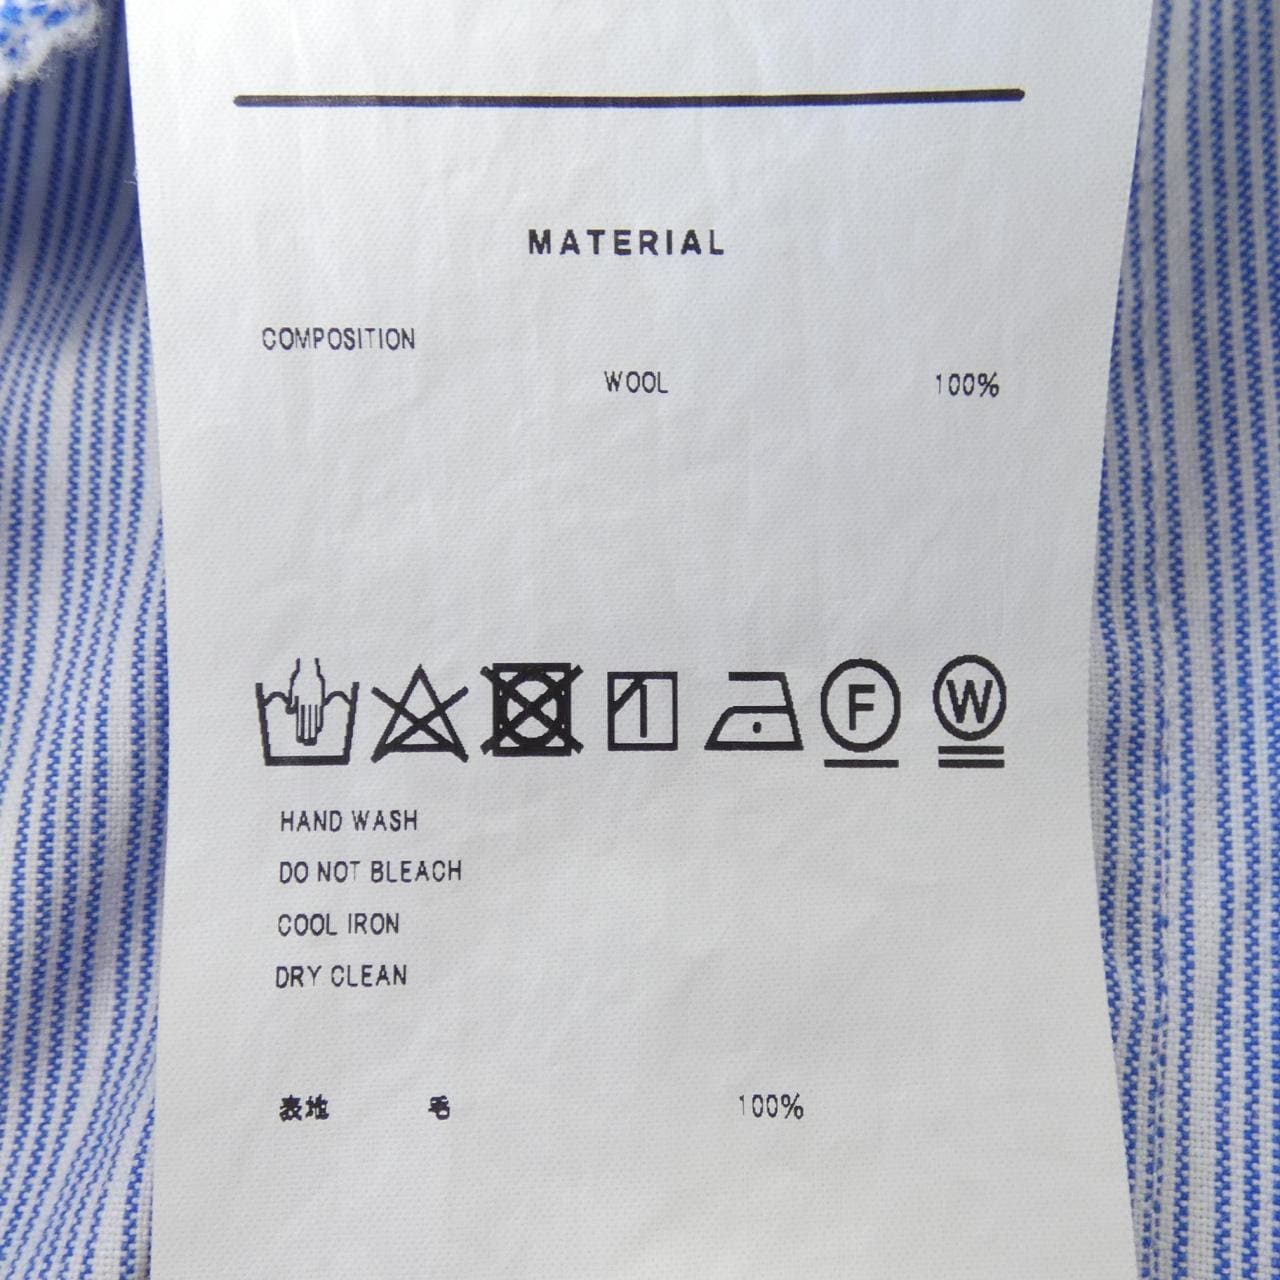 MATERIAL
COMPOSITION
WOOL 100%
F W
HAND WASH
DO NOT BLEACH
COOL IRON
DRY CLEAN
表地 毛 100%